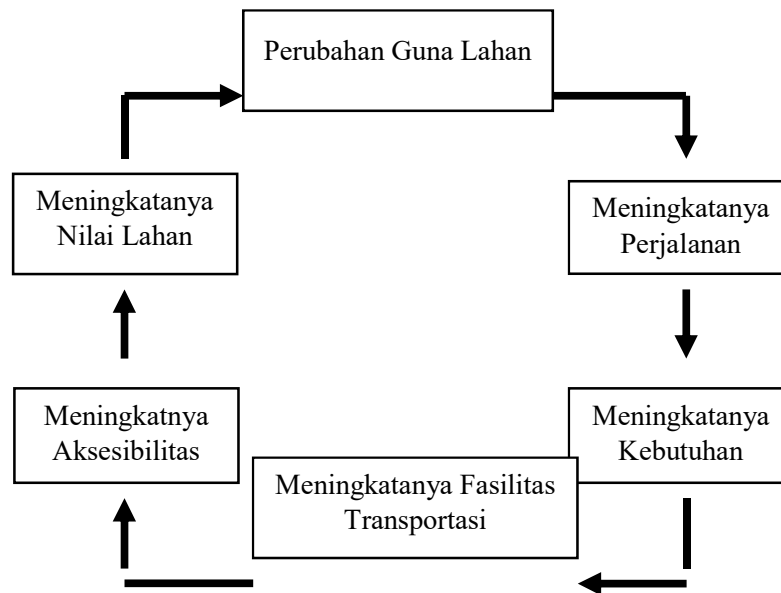 Perubahan Guna Lahan
Meningkatanya
Perjalanan
Meningkatanya
Kebutuhan
Meningkatanya Fasilitas
Transportasi
Meningkatnya
Aksesibilitas
Meningkatanya
Nilai Lahan